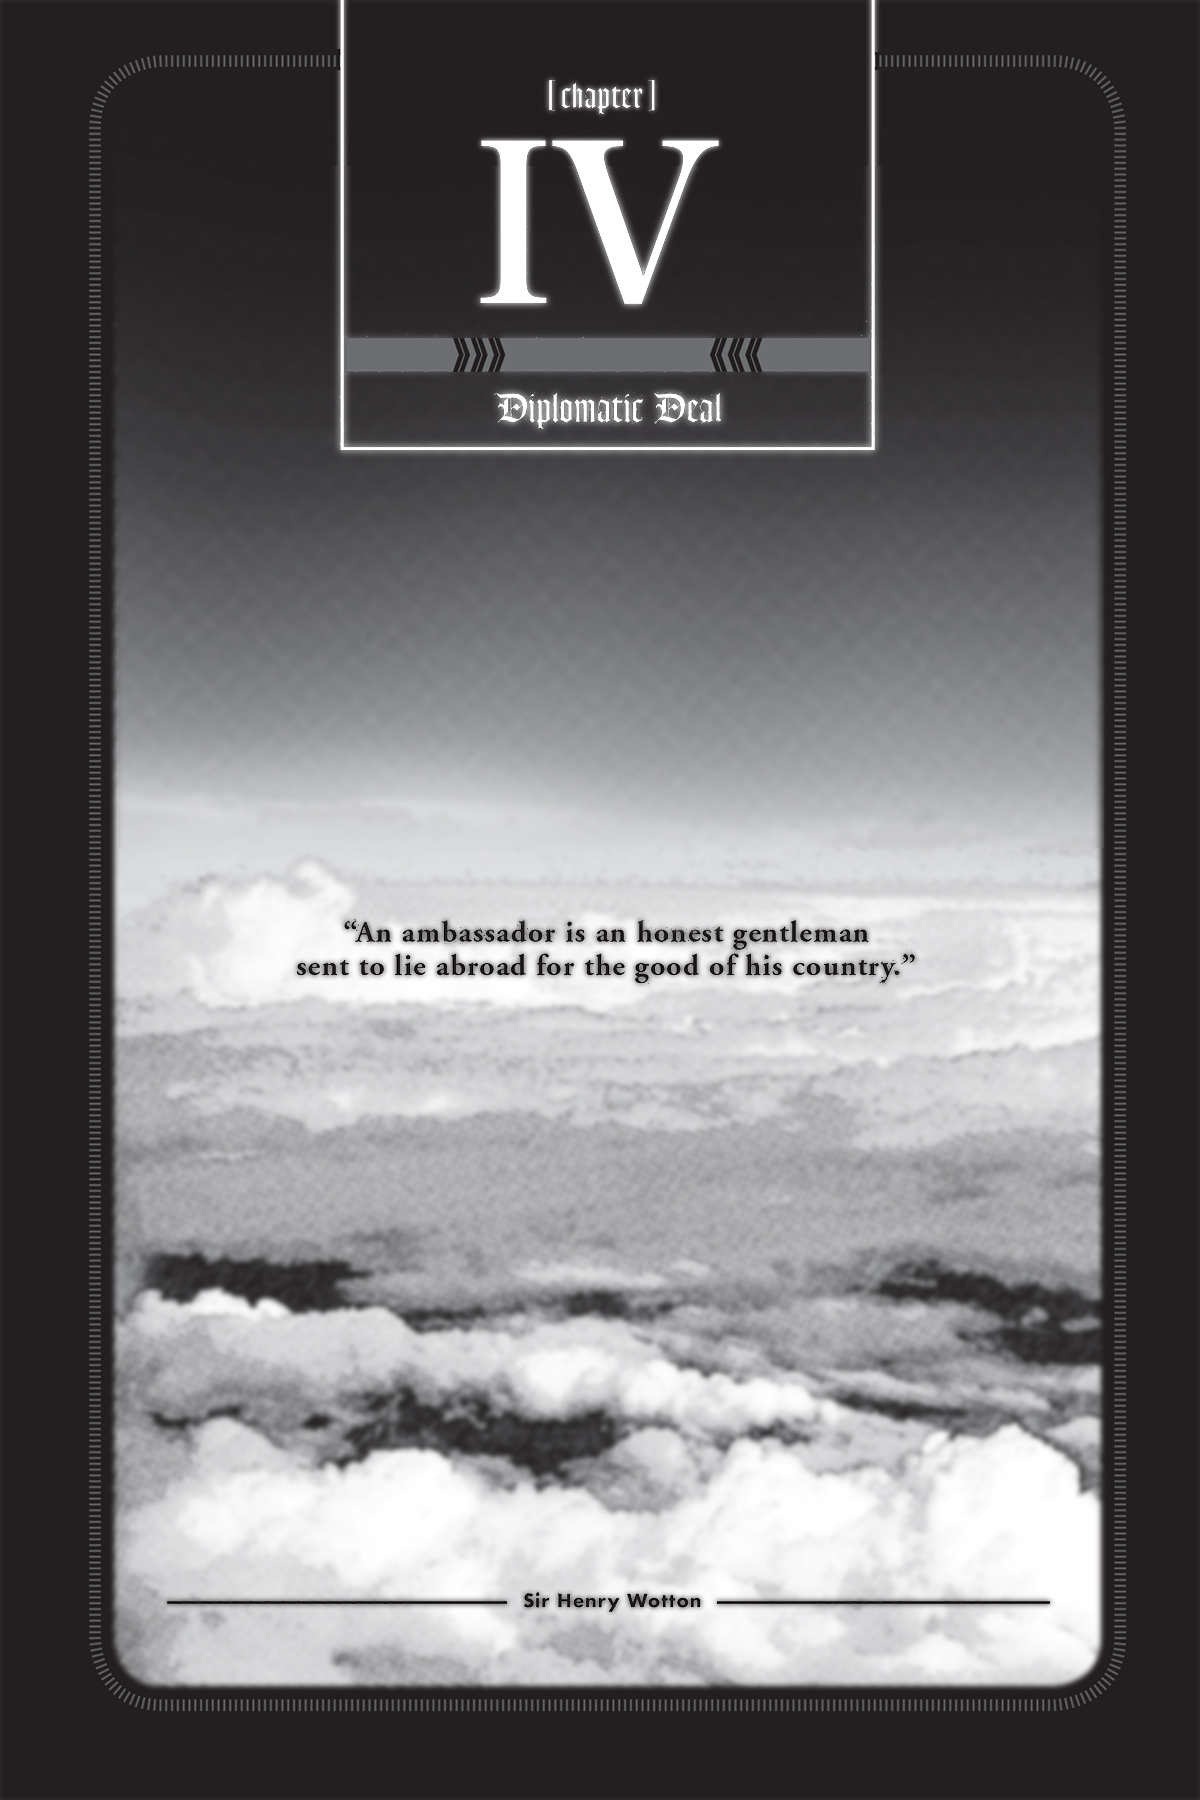 [chapter]
IV
Diplomatic Deal
“An ambassador is an honest gentleman
sent to lie abroad for the good of his country.”
Sir Henry Wotton